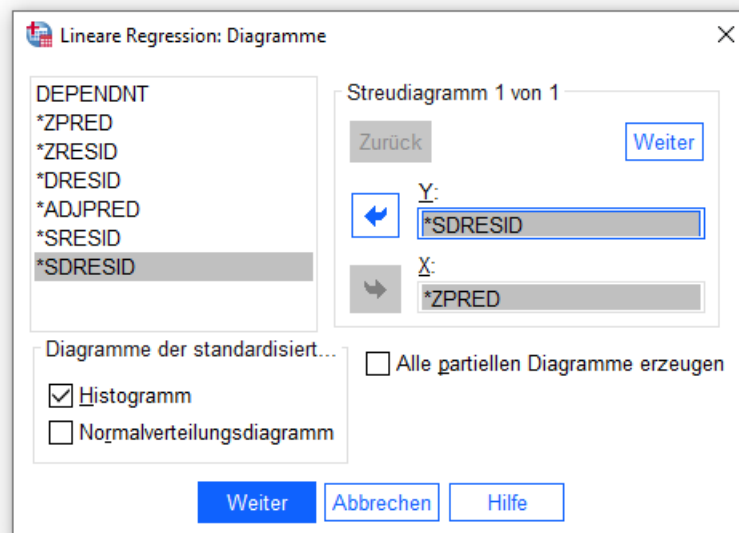 Lineare Regression: Diagramme
DEPENDNT
*ZPRED
*ZRESID
*DRESID
*ADJPRED
*SRESID
*SDRESID
Streudiagramm 1 von 1
Zurück
Weiter
Y:
*SDRESID
X:
*ZPRED
Diagramme der standardisiert...
Histogramm
Normalverteilungsdiagramm
Alle partiellen Diagramme erzeugen
Weiter
Abbrechen
Hilfe